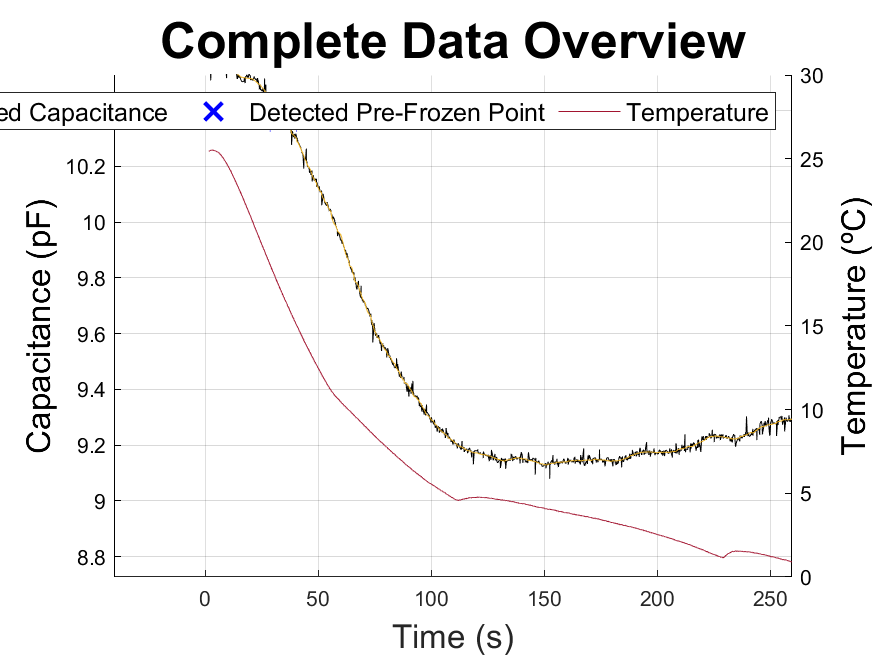 Complete Data Overview
ed Capacitance Detected Pre-Frozen Point Temperature
Capacitance (pF)
10.2
10
9.8
9.6
9.4
9.2
9
8.8
30
25
20
15
10
5
0
Temperature (ºC)
0 50 100 150 200 250
Time (s)